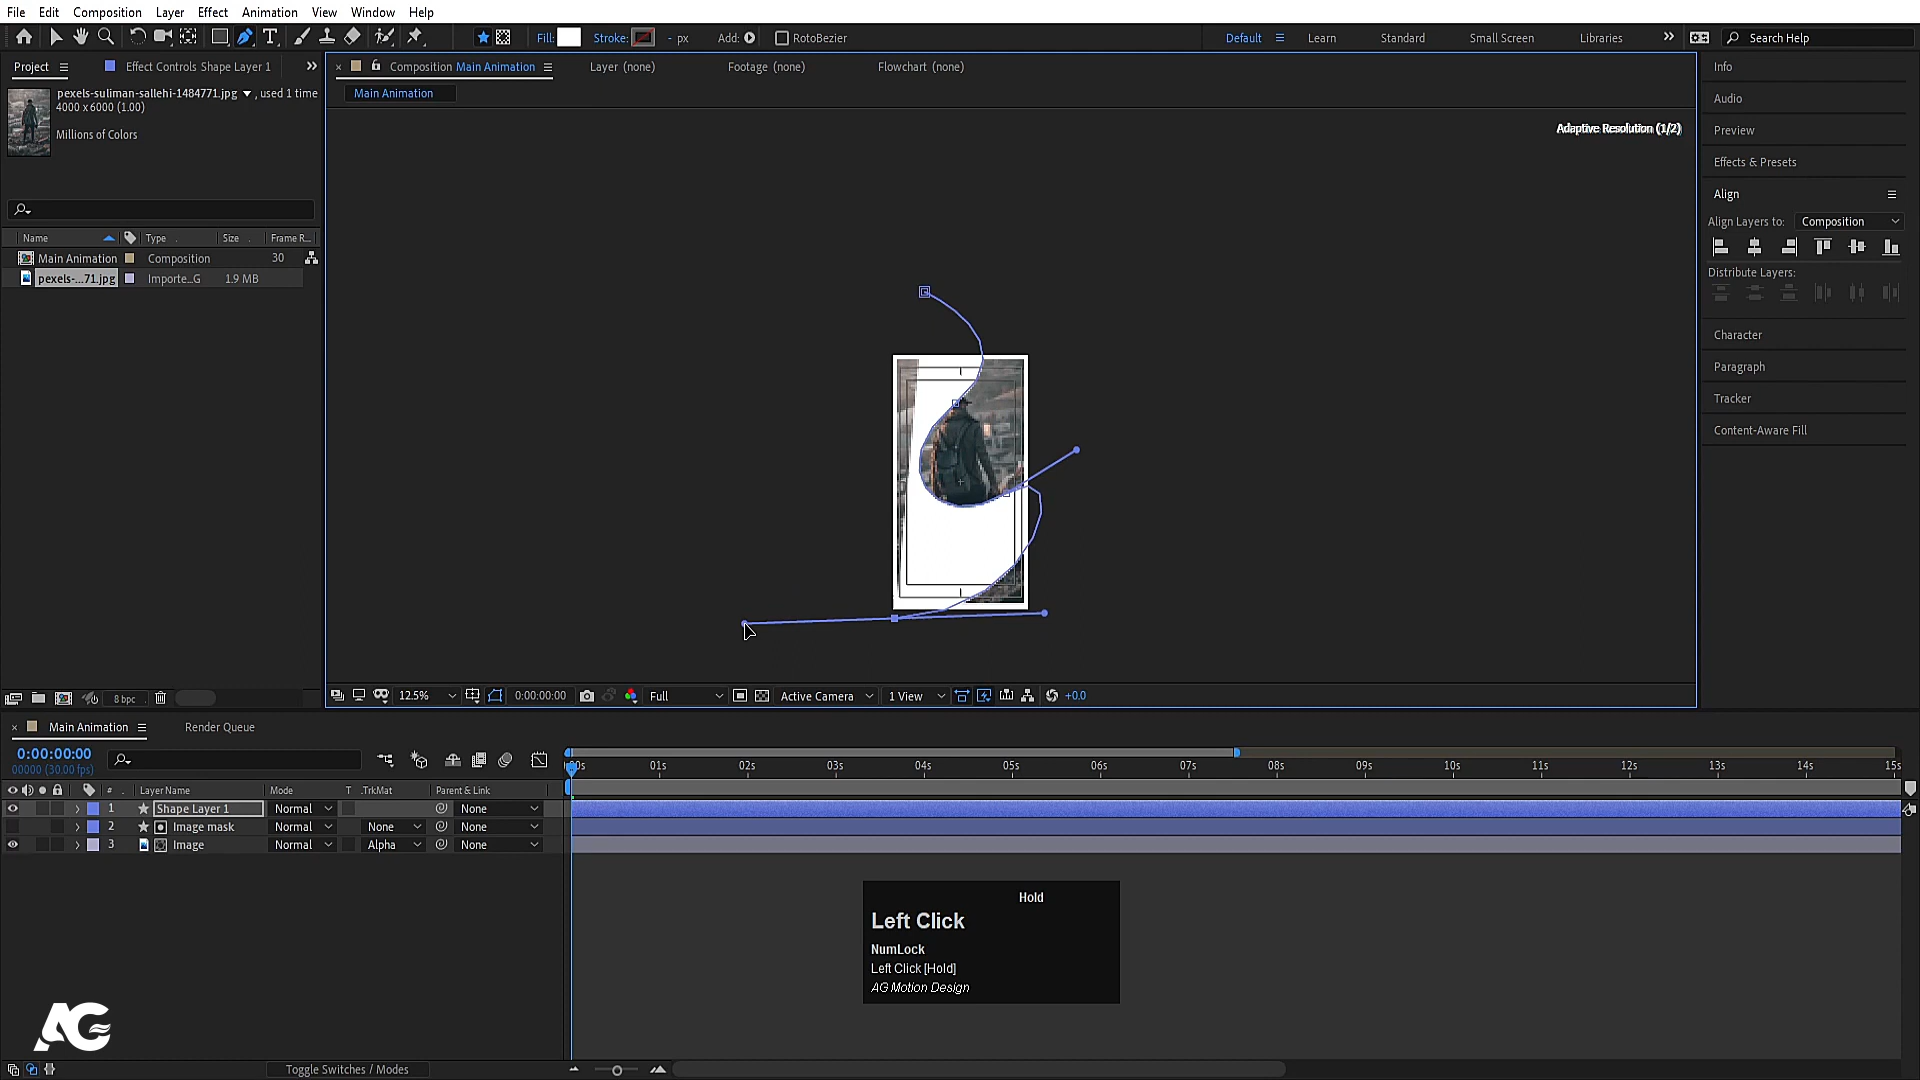 File Edit Composition Layer Effect Animation View Window Help
Fill: Stroke: - px Add: RotoBezier Default Learn Standard Small Screen Libraries Search Help
Project Effect Controls Shape Layer 1
pexels-suliman-sallehi-1484771.jpg , used 1 time
4000 x 6000 (1.00)
Millions of Colors
Name Type Size Frame R...
Main Animation Composition 30
pexels-...71.jpg Importe...G 1.9 MB
8 bpc
Composition Main Animation Layer (none) Footage (none) Flowchart (none)
Main Animation
Adaptive Resolution (1/2)
12.5% 0:00:00:00 Full Active Camera 1 View +0.0
Info
Audio
Preview
Effects & Presets
Align
Align Layers to: Composition
Distribute Layers:
Character
Paragraph
Tracker
Content-Aware Fill
Main Animation Render Queue
0:00:00:00
00000 (30.00 fps)
01s 02s 03s 04s 05s 06s 07s 08s 09s 10s 11s 12s 13s 14s 15s
# Layer Name Mode T .TrkMat Parent & Link
1 Shape Layer 1 Normal None
2 Image mask Normal None None
3 Image Normal Alpha None
Hold
Left Click
NumLock
Left Click [Hold]
AG Motion Design
AG
Toggle Switches / Modes